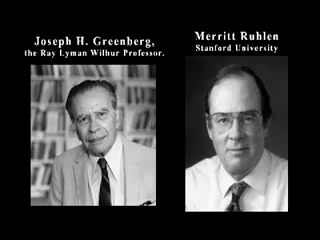 Joseph H. Greenberg,
the Ray Lyman Wilbur Professor.
Merritt Ruhlen
Stanford University